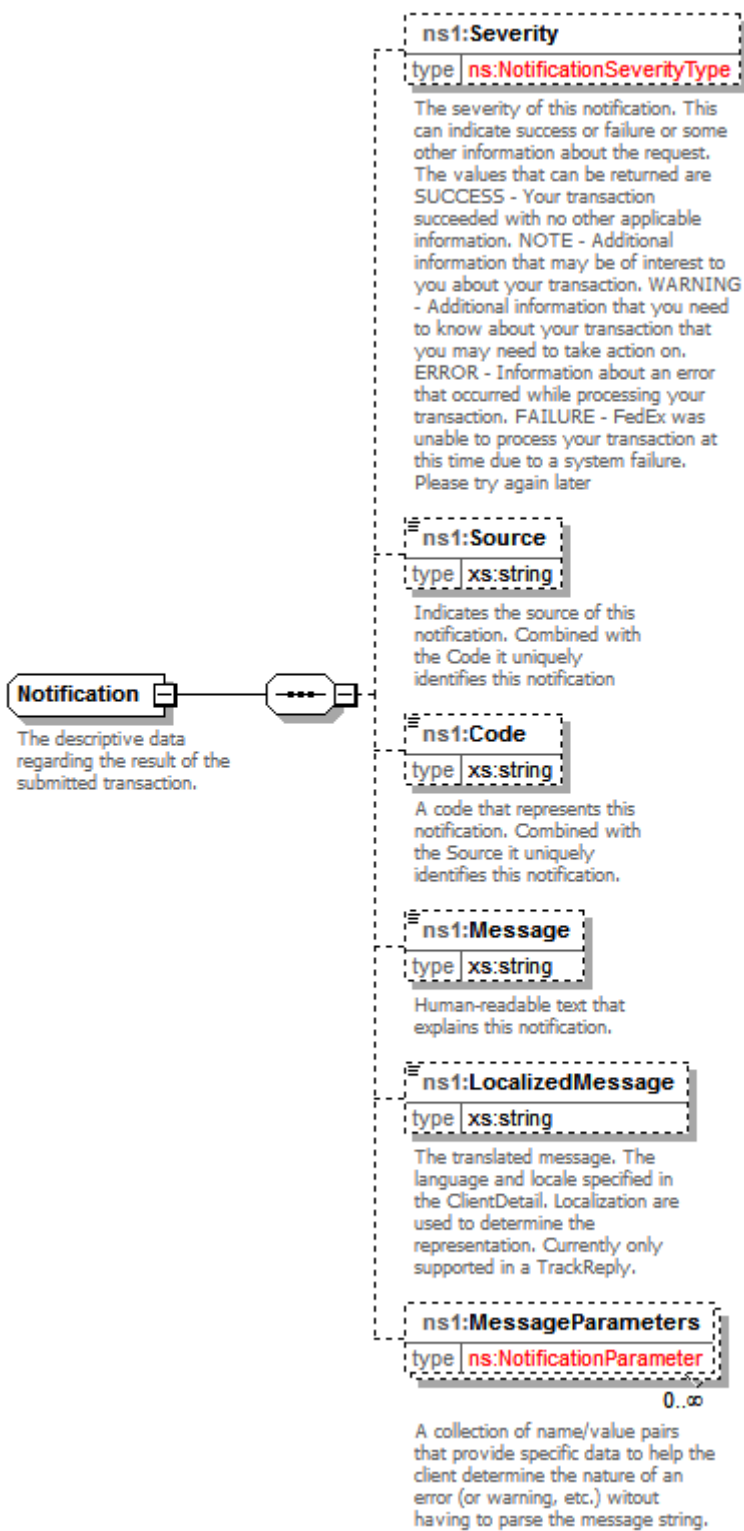 ns1:Severity
type ns:NotificationSeverityType
The severity of this notification. This
can indicate success or failure or some
other information about the request.
The values that can be returned are
SUCCESS - Your transaction
succeeded with no other applicable
information. NOTE - Additional
information that may be of interest to
you about your transaction. WARNING
- Additional information that you need
to know about your transaction that
you may need to take action on.
ERROR - Information about an error
that occurred while processing your
transaction. FAILURE - FedEx was
unable to process your transaction at
this time due to a system failure.
Please try again later
ns1:Source
type xs:string
Indicates the source of this
notification. Combined with
the Code it uniquely
identifies this notification
Notification
The descriptive data
regarding the result of the
submitted transaction.
ns1:Code
type xs:string
A code that represents this
notification. Combined with
the Source it uniquely
identifies this notification.
ns1:Message
type xs:string
Human-readable text that
explains this notification.
ns1:LocalizedMessage
type xs:string
The translated message. The
language and locale specified in
the ClientDetail. Localization are
used to determine the
representation. Currently only
supported in a TrackReply.
ns1:MessageParameters
type ns:NotificationParameter
0..∞
A collection of name/value pairs
that provide specific data to help the
client determine the nature of an
error (or warning, etc.) witout
having to parse the message string.